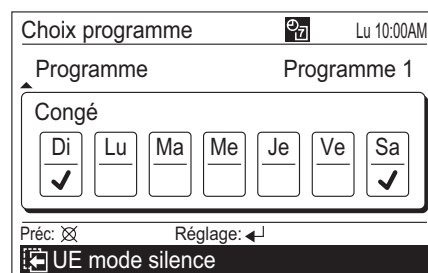 Choix programme 7 Lu 10:00AM
Programme Programme 1
Congé
Di Lu Ma Me Je Ve Sa
Préc: Réglage:
UE mode silence